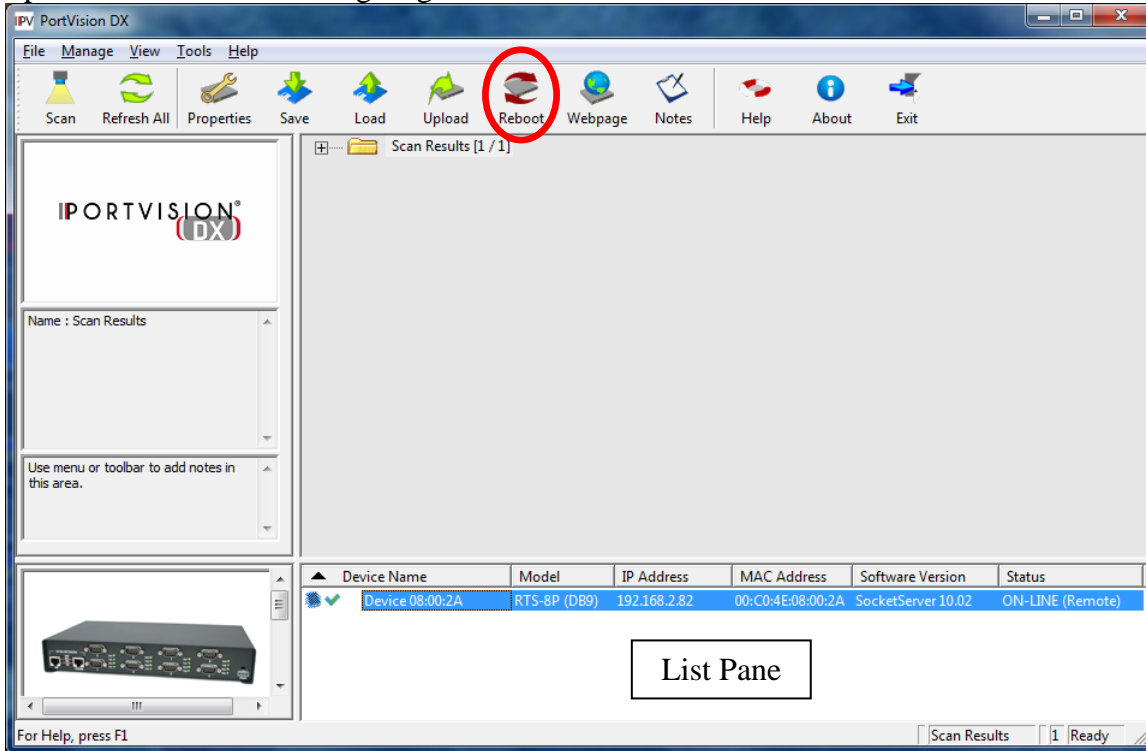 PortVision DX
File Manage View Tools Help
Scan Refresh All Properties Save Load Upload Reboot Webpage Notes Help About Exit
Scan Results [1 / 1]
IPORTVISION®
(DX)
Name : Scan Results
Use menu or toolbar to add notes in
this area.
Device Name Model IP Address MAC Address Software Version Status
Device 08:00:2A RTS-8P (DB9) 192.168.2.82 00:C0:4E:08:00:2A SocketServer 10.02 ON-LINE (Remote)
List Pane
For Help, press F1 Scan Results 1 Ready